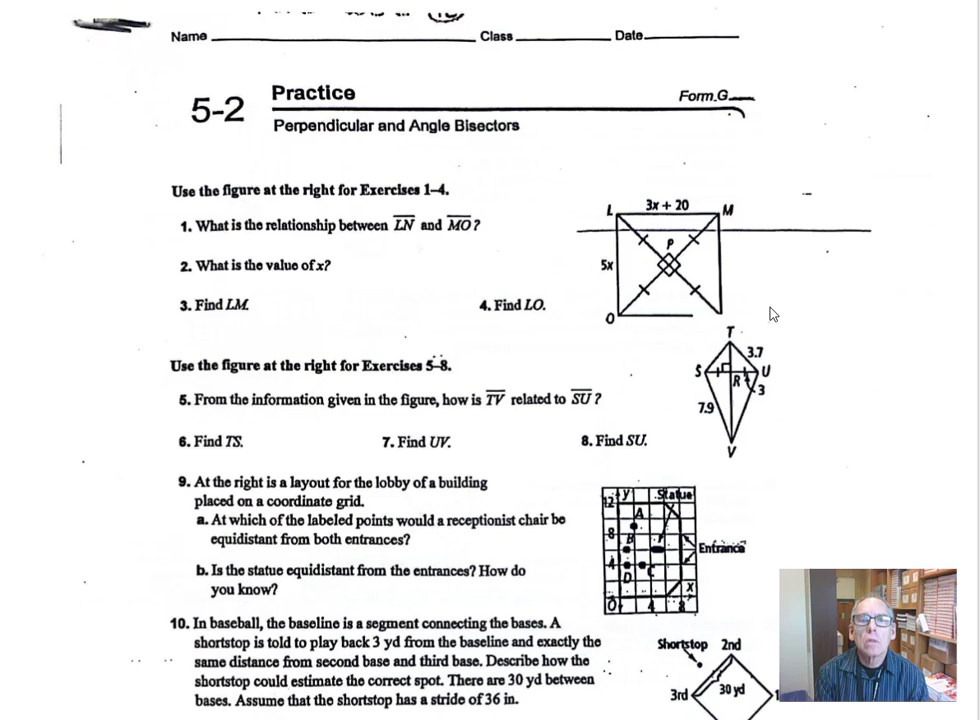 Name Class Date
5-2 Practice Form G
Perpendicular and Angle Bisectors
Use the figure at the right for Exercises 1–4.
1. What is the relationship between LN and MO?
2. What is the value of x?
3. Find LM. 4. Find LO.
L 3x + 20 M
P
5x
O
Use the figure at the right for Exercises 5–8.
5. From the information given in the figure, how is TV related to SU?
6. Find TS. 7. Find UV. 8. Find SU.
T
3.7
S U
R 3
7.9
V
9. At the right is a layout for the lobby of a building
placed on a coordinate grid.
a. At which of the labeled points would a receptionist chair be
equidistant from both entrances?
b. Is the statue equidistant from the entrances? How do
you know?
12 y Statue
A
8 B
Entrance
4 D C
x
O 4 8
10. In baseball, the baseline is a segment connecting the bases. A
shortstop is told to play back 3 yd from the baseline and exactly the
same distance from second base and third base. Describe how the
shortstop could estimate the correct spot. There are 30 yd between
bases. Assume that the shortstop has a stride of 36 in.
Shortstop 2nd
3rd 30 yd